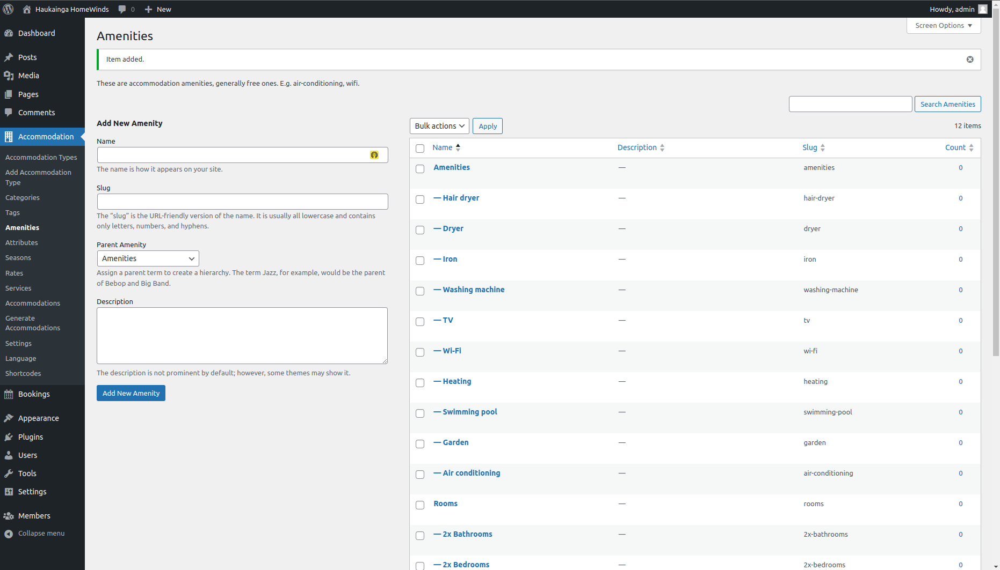 Haukainga HomeWinds
0
New
Howdy, admin
Screen Options
Dashboard
Posts
Media
Pages
Comments
Accommodation
Accommodation Types
Add Accommodation
Type
Categories
Tags
Amenities
Attributes
Seasons
Rates
Services
Accommodations
Generate
Accommodations
Settings
Language
Shortcodes
Bookings
Appearance
Plugins
Users
Tools
Settings
Members
Collapse menu
Amenities
Item added.
These are accommodation amenities, generally free ones. E.g. air-conditioning, wifi.
Search Amenities
Add New Amenity
Name
The name is how it appears on your site.
Slug
The “slug” is the URL-friendly version of the name. It is usually all lowercase and contains
only letters, numbers, and hyphens.
Parent Amenity
Amenities
Assign a parent term to create a hierarchy. The term Jazz, for example, would be the parent
of Bebop and Big Band.
Description
The description is not prominent by default; however, some themes may show it.
Add New Amenity
Bulk actions Apply 12 items
Name Description Slug Count
Amenities — amenities 0
— Hair dryer — hair-dryer 0
— Dryer — dryer 0
— Iron — iron 0
— Washing machine — washing-machine 0
— TV — tv 0
— Wi-Fi — wi-fi 0
— Heating — heating 0
— Swimming pool — swimming-pool 0
— Garden — garden 0
— Air conditioning — air-conditioning 0
Rooms — rooms 0
— 2x Bathrooms — 2x-bathrooms 0
— 2x Bedrooms — 2x-bedrooms 0